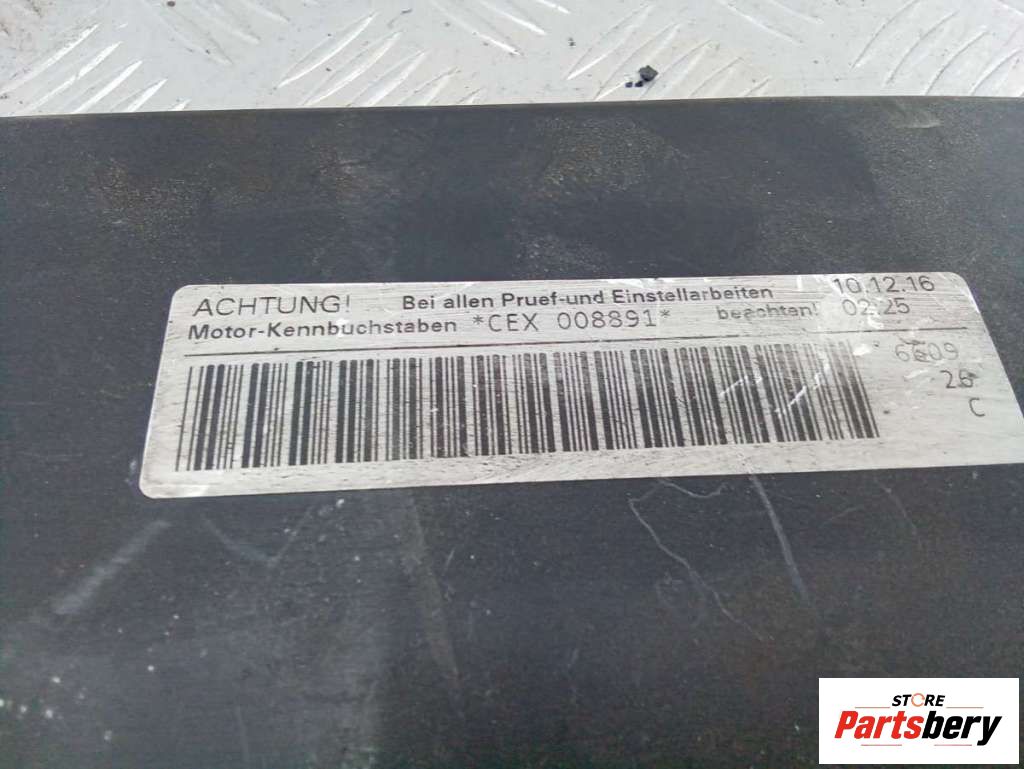 ACHTUNG! Bei allen Pruef-und Einstellarbeiten 10.12.16
Motor-Kennbuchstaben *CEX 008891* beachten! 02:25
26
C
STORE
Partsbery